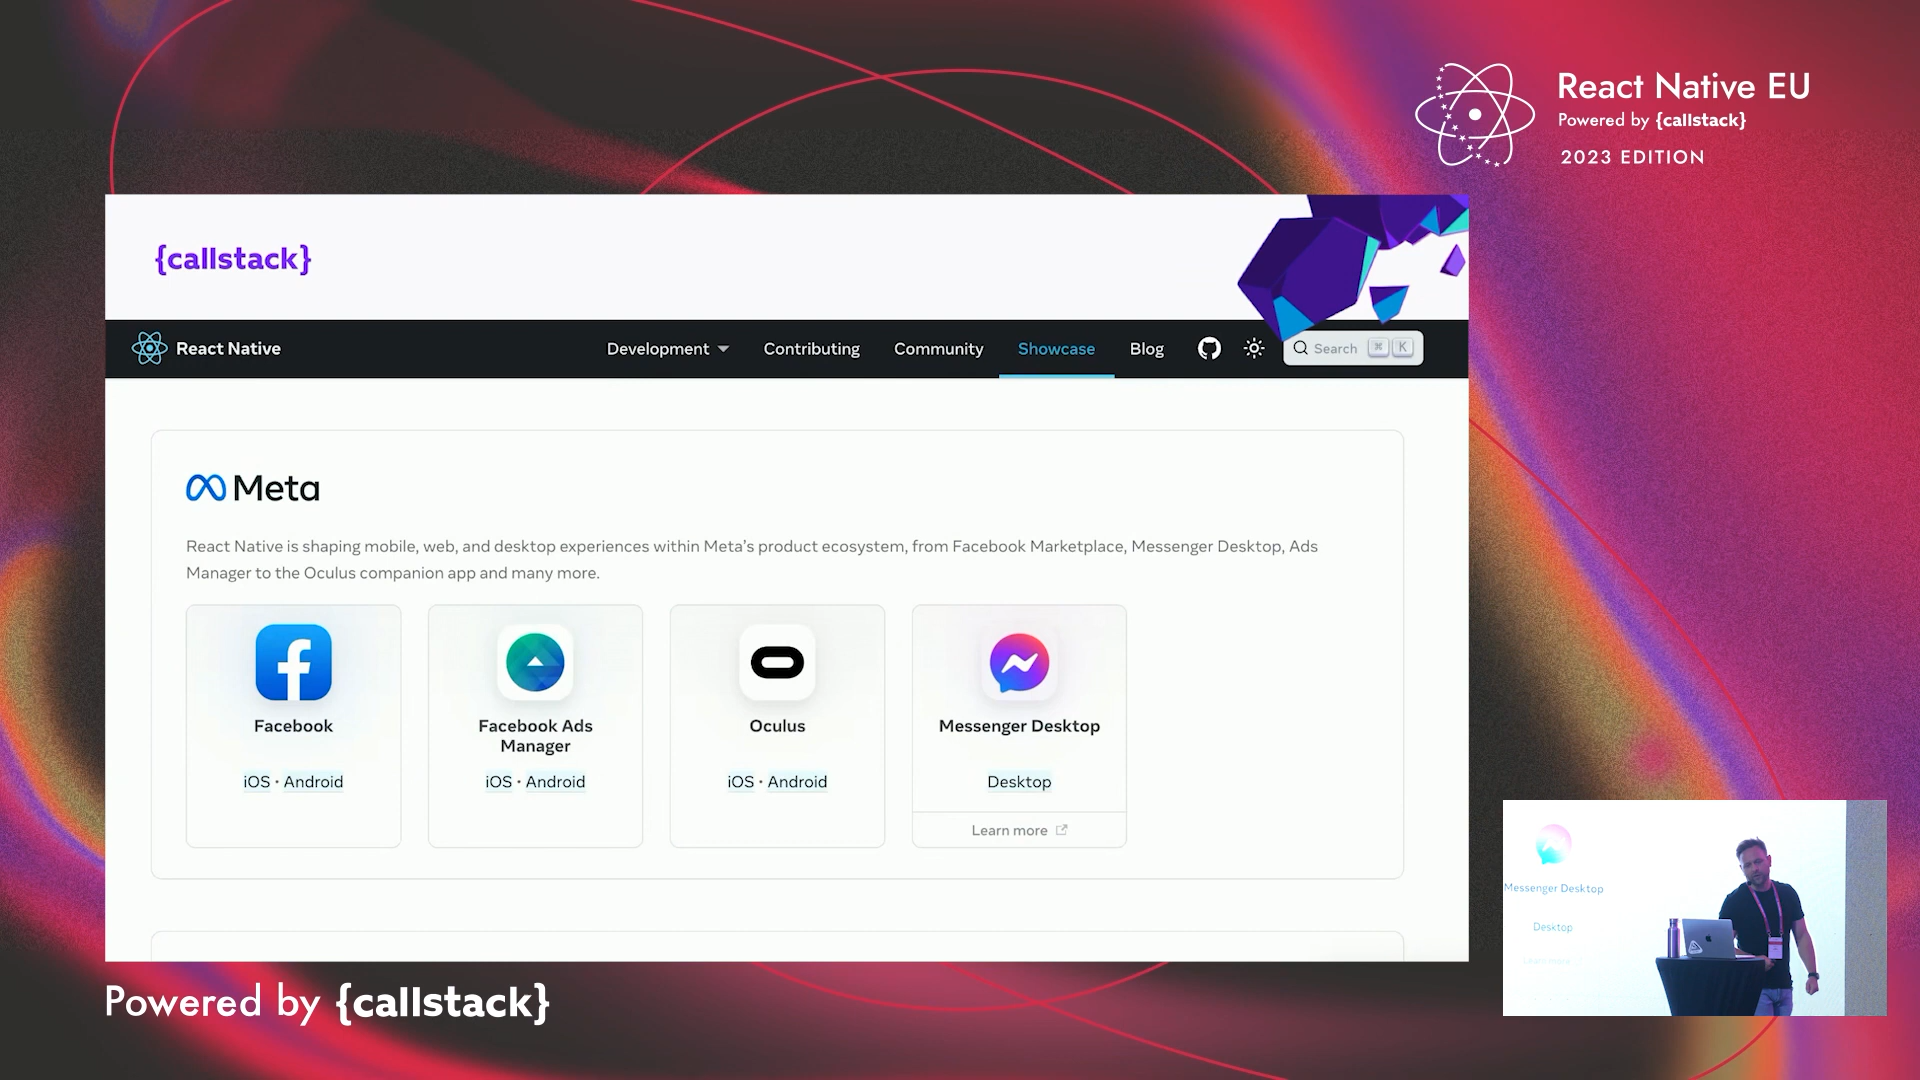 React Native EU
Powered by {callstack}
2023 EDITION
{callstack}
React Native
Development
Contributing
Community
Showcase
Blog
Search
⌘ K
Meta
React Native is shaping mobile, web, and desktop experiences within Meta’s product ecosystem, from Facebook Marketplace, Messenger Desktop, Ads
Manager to the Oculus companion app and many more.
Facebook
iOS • Android
Facebook Ads
Manager
iOS • Android
Oculus
iOS • Android
Messenger Desktop
Desktop
Learn more
Messenger Desktop
Desktop
Learn more
Powered by {callstack}